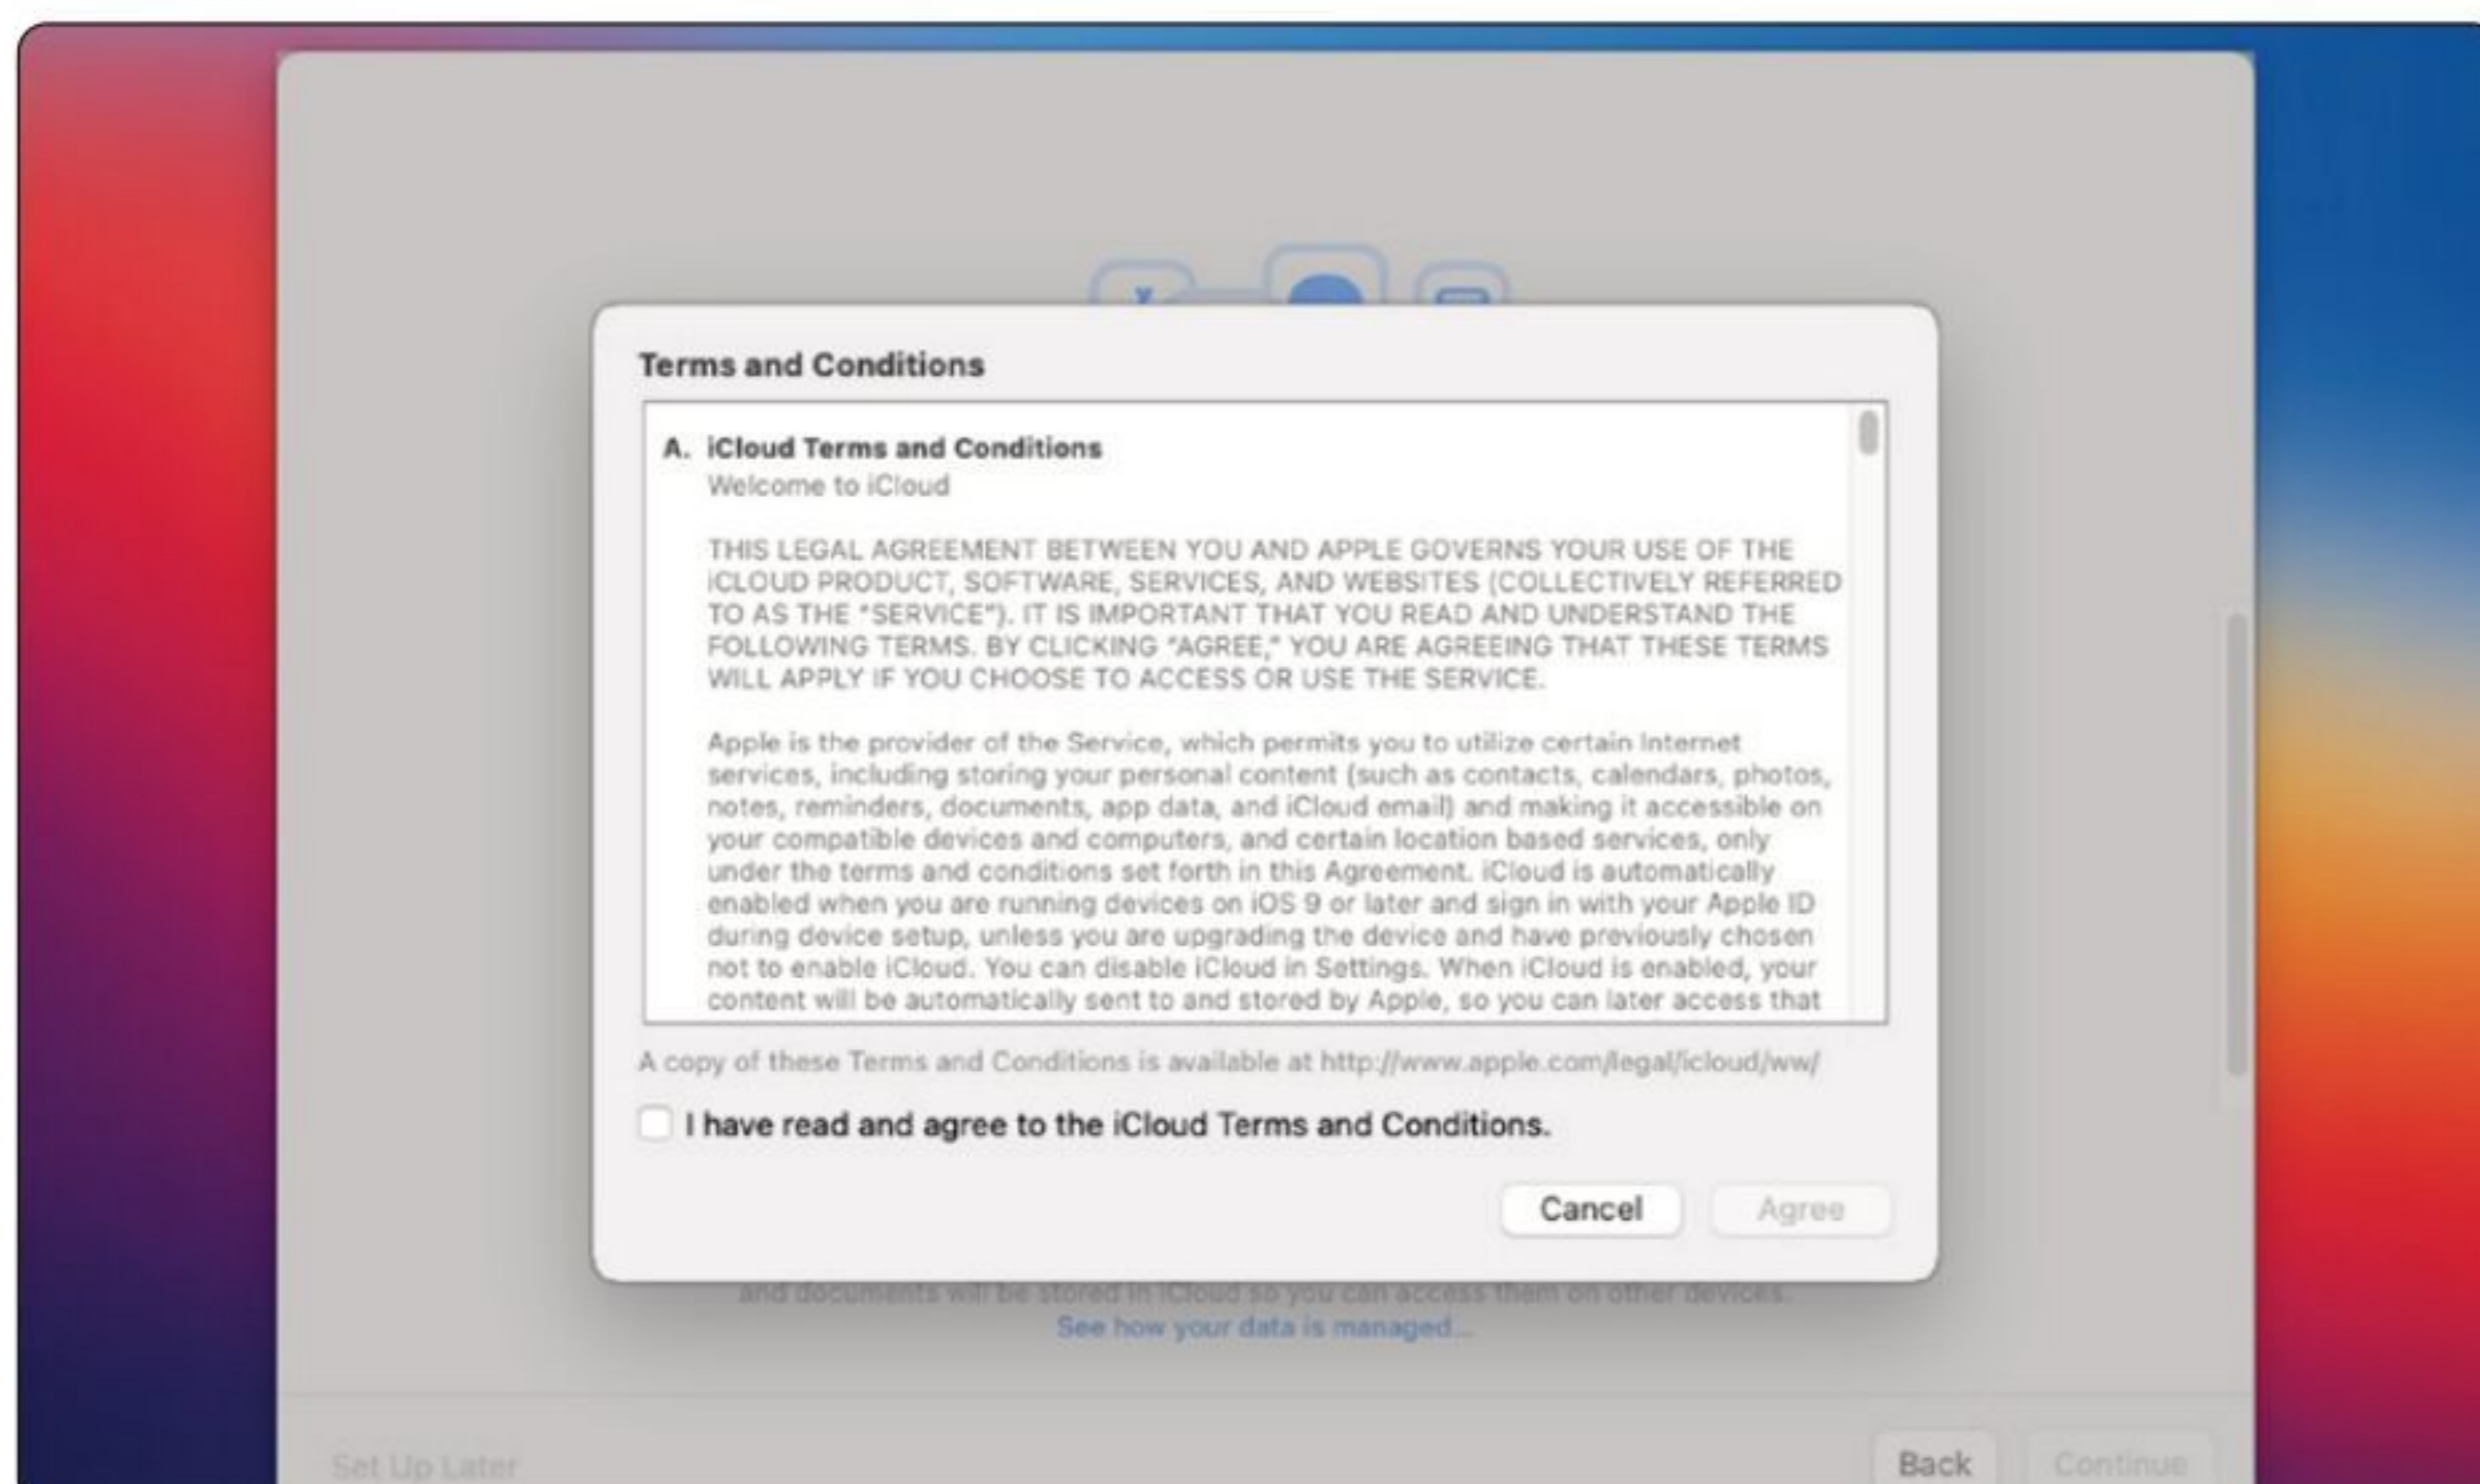 Terms and Conditions
A. iCloud Terms and Conditions
Welcome to iCloud
THIS LEGAL AGREEMENT BETWEEN YOU AND APPLE GOVERNS YOUR USE OF THE
iCLOUD PRODUCT, SOFTWARE, SERVICES, AND WEBSITES (COLLECTIVELY REFERRED
TO AS THE "SERVICE"). IT IS IMPORTANT THAT YOU READ AND UNDERSTAND THE
FOLLOWING TERMS. BY CLICKING "AGREE," YOU ARE AGREEING THAT THESE TERMS
WILL APPLY IF YOU CHOOSE TO ACCESS OR USE THE SERVICE.
Apple is the provider of the Service, which permits you to utilize certain Internet
services, including storing your personal content (such as contacts, calendars, photos,
notes, reminders, documents, app data, and iCloud email) and making it accessible on
your compatible devices and computers, and certain location based services, only
under the terms and conditions set forth in this Agreement. iCloud is automatically
enabled when you are running devices on iOS 9 or later and sign in with your Apple ID
during device setup, unless you are upgrading the device and have previously chosen
not to enable iCloud. You can disable iCloud in Settings. When iCloud is enabled, your
content will be automatically sent to and stored by Apple, so you can later access that
A copy of these Terms and Conditions is available at http://www.apple.com/legal/icloud/ww/
I have read and agree to the iCloud Terms and Conditions.
Cancel Agree
and documents will be stored in iCloud so you can access them on other devices.
See how your data is managed...
Set Up Later Back Continue